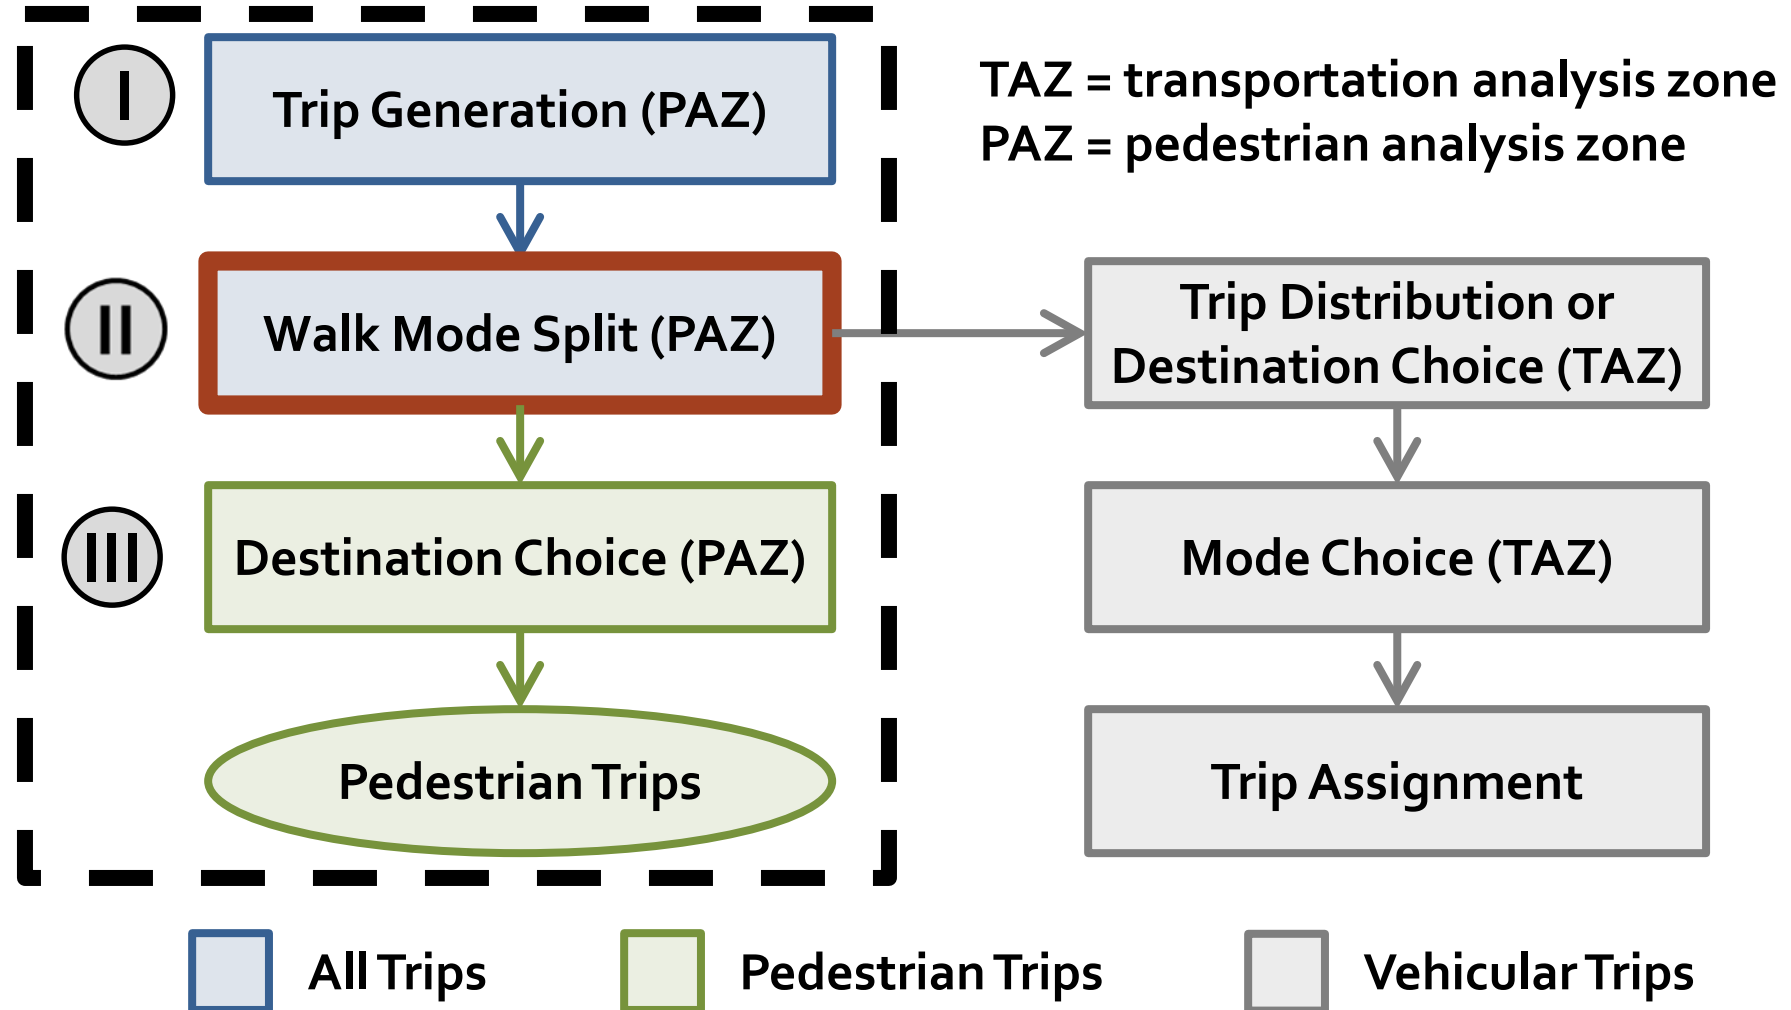 I
Trip Generation (PAZ)
TAZ = transportation analysis zone
PAZ = pedestrian analysis zone
II
Walk Mode Split (PAZ)
Trip Distribution or
Destination Choice (TAZ)
III
Destination Choice (PAZ)
Mode Choice (TAZ)
Pedestrian Trips
Trip Assignment
All Trips
Pedestrian Trips
Vehicular Trips